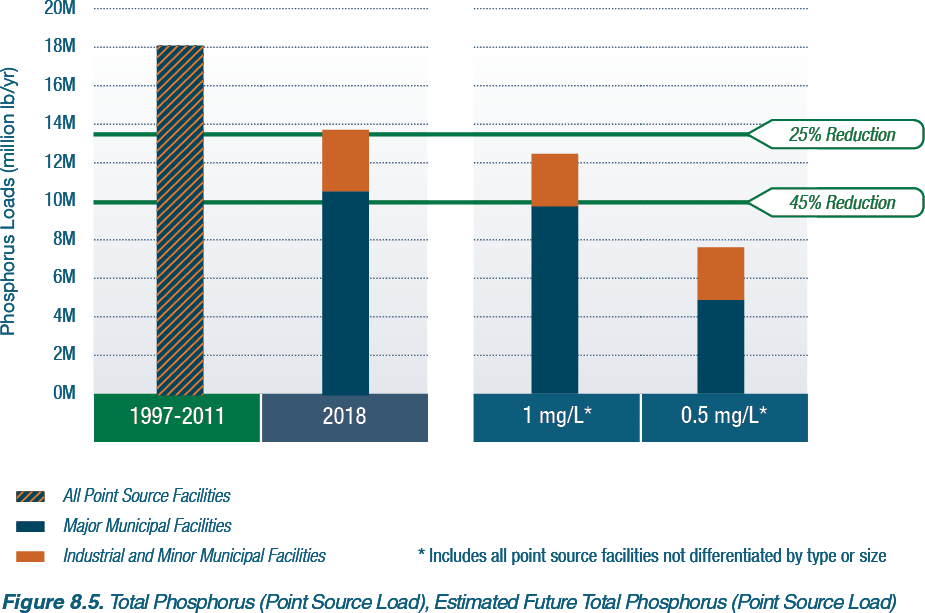 20M
18M
16M
14M
12M
10M
8M
6M
4M
2M
0M
Phosphorus Loads (million lb/yr)
25% Reduction
45% Reduction
1997-2011
2018
1 mg/L*
0.5 mg/L*
All Point Source Facilities
Major Municipal Facilities
Industrial and Minor Municipal Facilities
* Includes all point source facilities not differentiated by type or size
Figure 8.5. Total Phosphorus (Point Source Load), Estimated Future Total Phosphorus (Point Source Load)